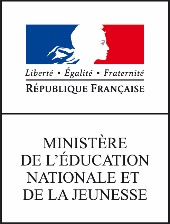 Liberté • Égalité • Fraternité
RÉPUBLIQUE FRANÇAISE
MINISTÈRE
DE L'ÉDUCATION
NATIONALE ET
DE LA JEUNESSE